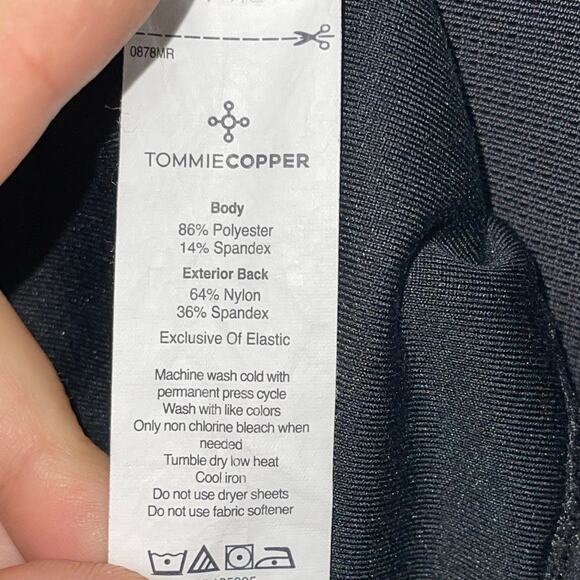 0878MR
TOMMIECOPPER
Body
86% Polyester
14% Spandex
Exterior Back
64% Nylon
36% Spandex
Exclusive Of Elastic
Machine wash cold with
permanent press cycle
Wash with like colors
Only non chlorine bleach when
needed
Tumble dry low heat
Cool iron
Do not use dryer sheets
Do not use fabric softener